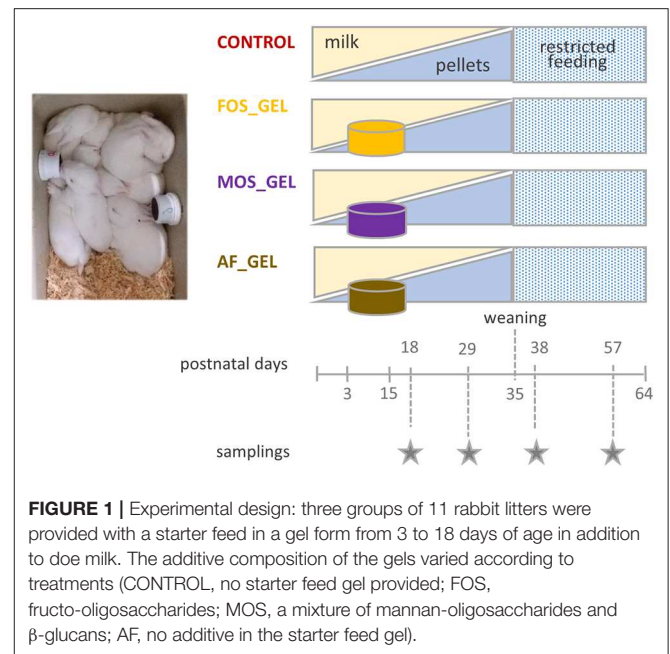 CONTROL
milk
pellets
restricted
feeding
FOS_GEL
MOS_GEL
AF_GEL
weaning
18 29 38 57
postnatal days
3 15 35 64
samplings
FIGURE 1 | Experimental design: three groups of 11 rabbit litters were
provided with a starter feed in a gel form from 3 to 18 days of age in addition
to doe milk. The additive composition of the gels varied according to
treatments (CONTROL, no starter feed gel provided; FOS,
fructo-oligosaccharides; MOS, a mixture of mannan-oligosaccharides and
β-glucans; AF, no additive in the starter feed gel).